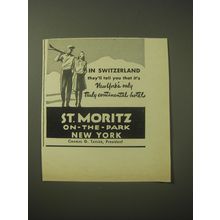 IN SWITZERLAND
they'll tell you that it's
New York's only
Truly continental hotel
ST. MORITZ
ON-THE-PARK
NEW YORK
CHARLES G. TAYLOR, President